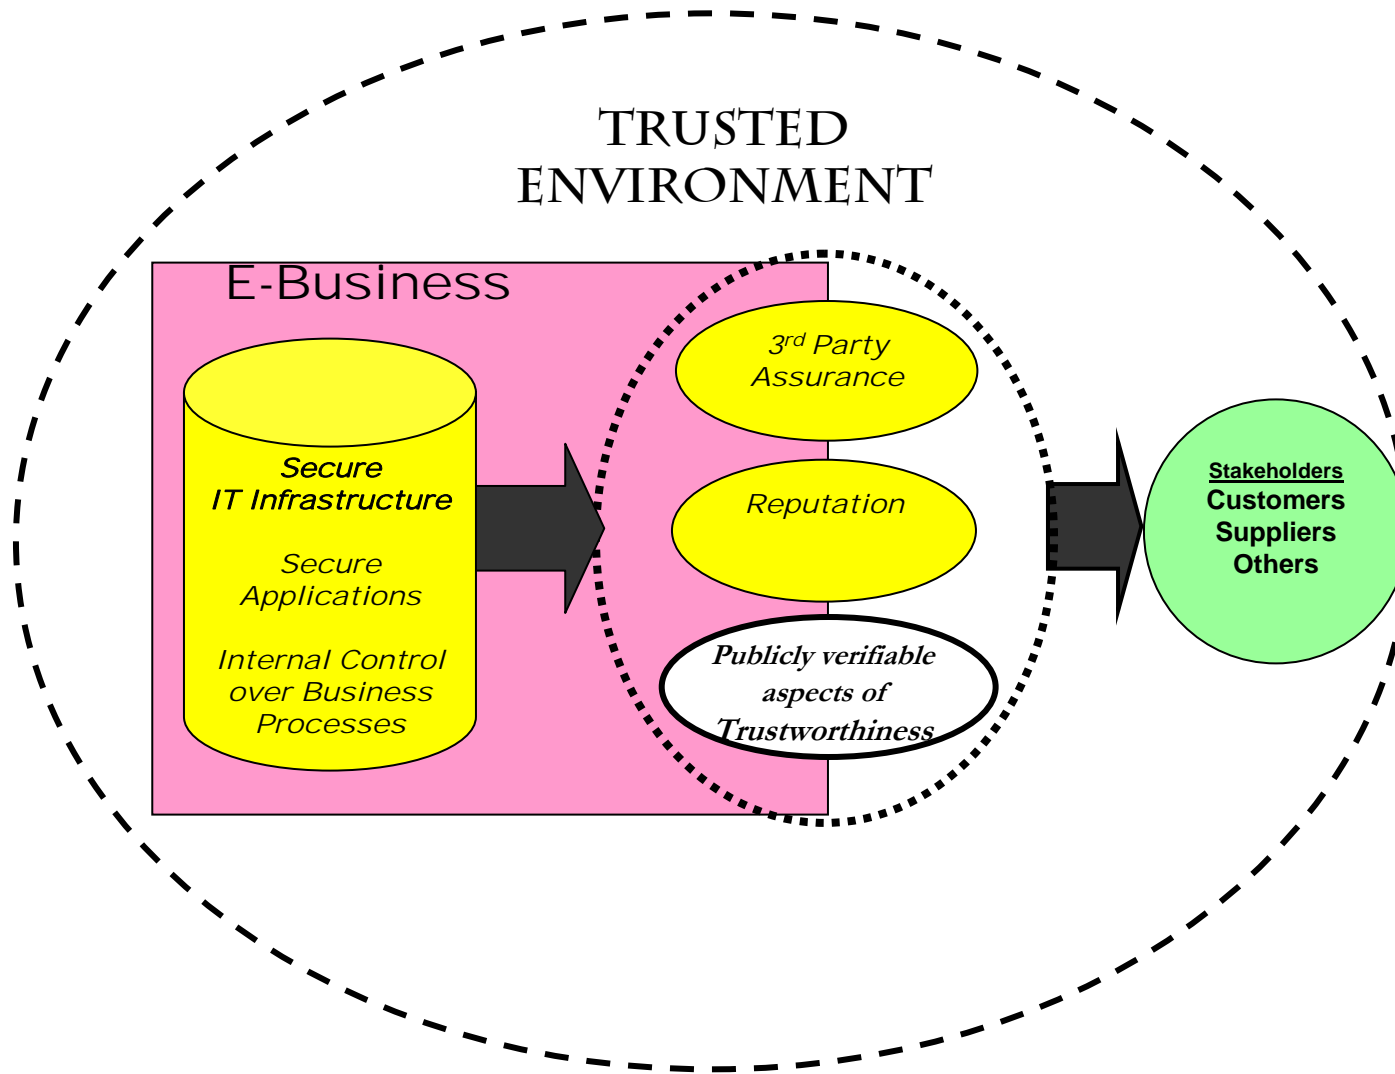 TRUSTED
ENVIRONMENT
E-Business
Secure
IT Infrastructure
Secure
Applications
Internal Control
over Business
Processes
3rd Party
Assurance
Reputation
Publicly verifiable
aspects of
Trustworthiness
Stakeholders
Customers
Suppliers
Others